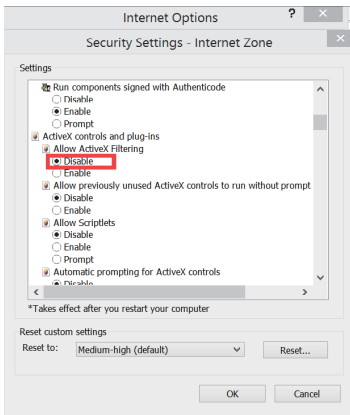 Internet Options
?
Security Settings - Internet Zone
Settings
Run components signed with Authenticode
Disable
Enable
Prompt
ActiveX controls and plug-ins
Allow ActiveX Filtering
Disable
Enable
Allow previously unused ActiveX controls to run without prompt
Disable
Enable
Allow Scriptlets
Disable
Enable
Prompt
Automatic prompting for ActiveX controls
Disable
*Takes effect after you restart your computer
Reset custom settings
Reset to: Medium-high (default) Reset...
OK Cancel